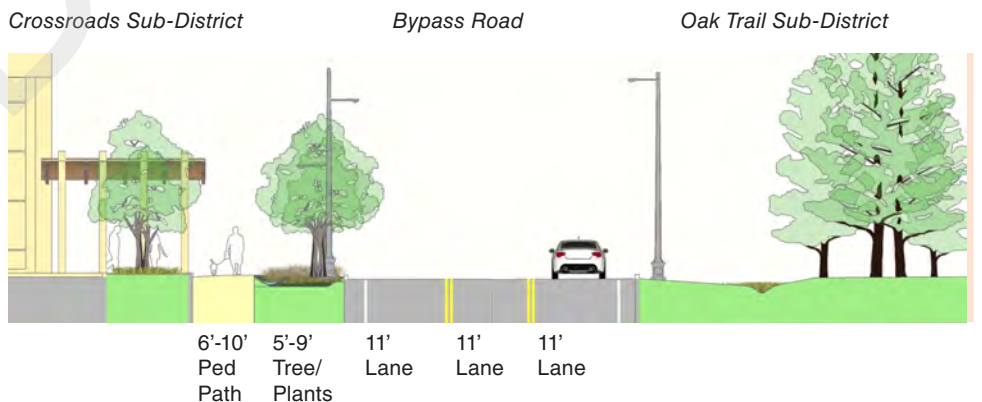 Crossroads Sub-District Bypass Road Oak Trail Sub-District
6’-10’ 5’-9’ 11’ 11’ 11’
Ped Tree/ Lane Lane Lane
Path Plants